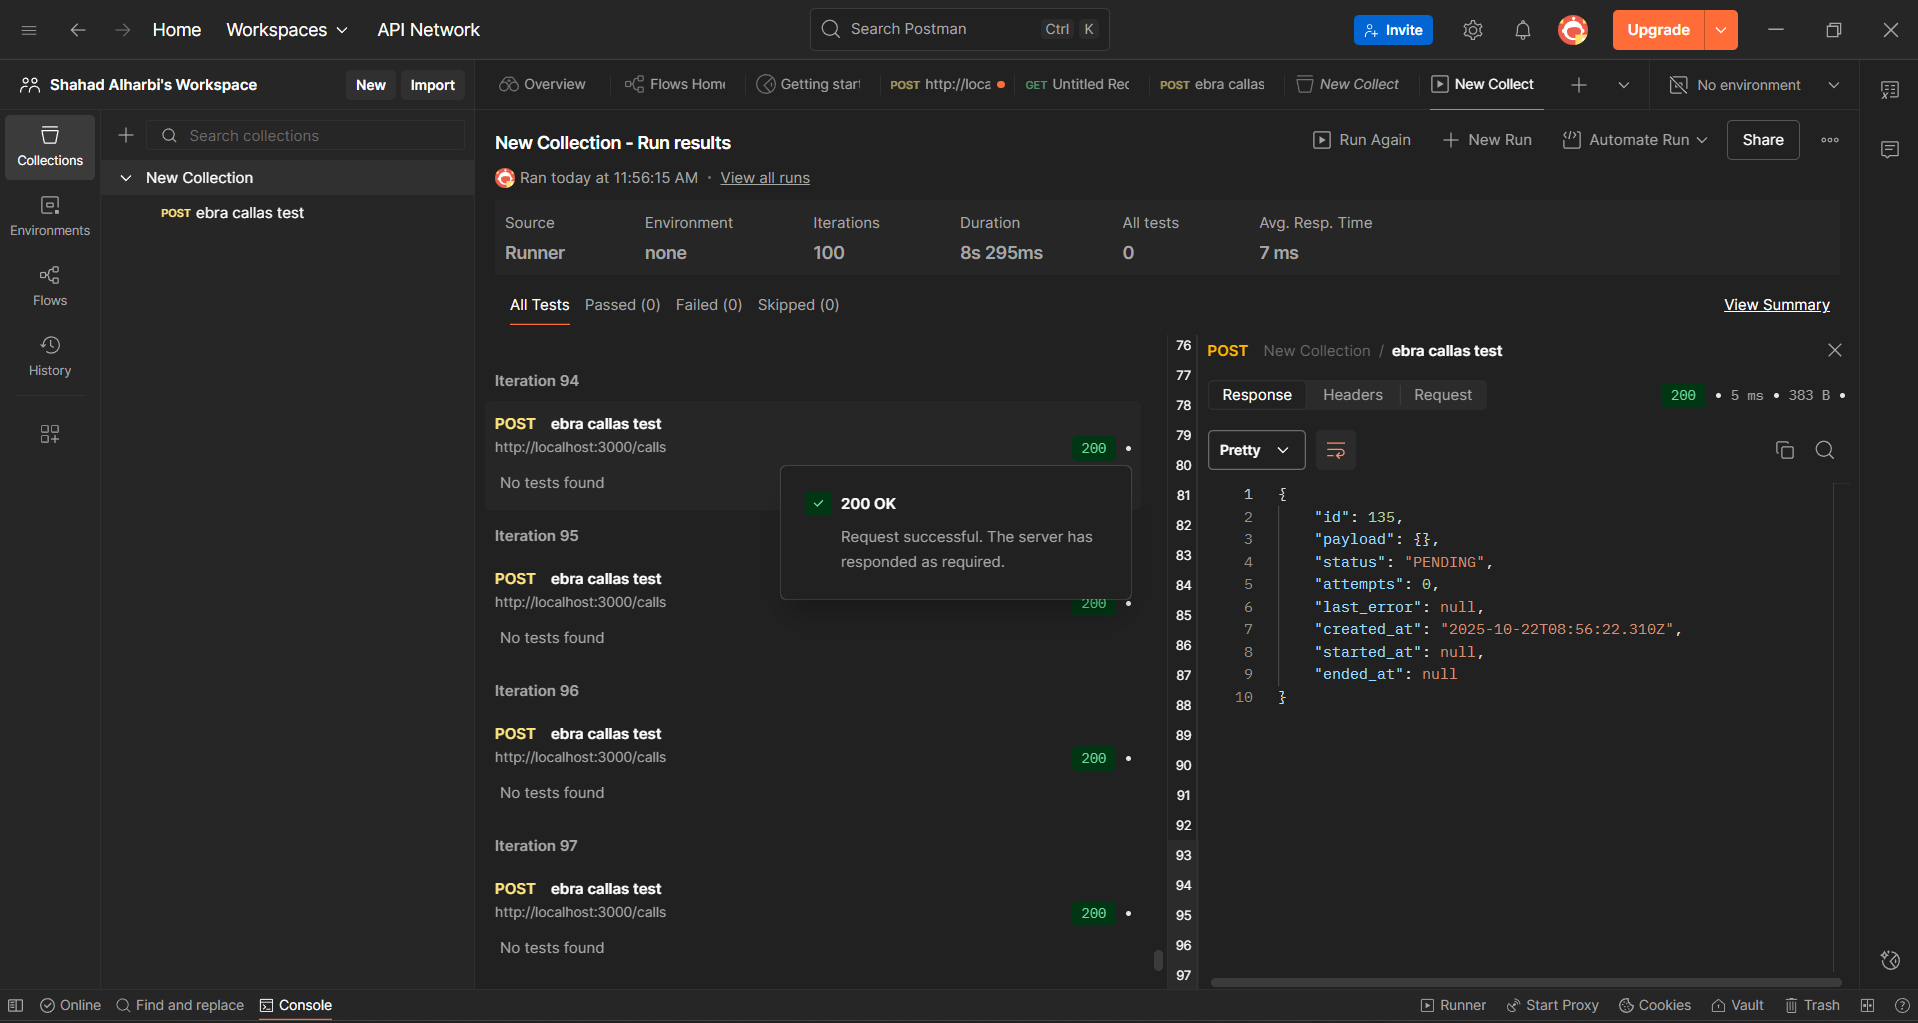 Home
Workspaces
API Network
Search Postman
Ctrl K
Invite
Upgrade
Shahad Alharbi's Workspace
New
Import
Overview
Flows Home
Getting start
POST http://loca
GET Untitled Rec
POST ebra callas
New Collect
New Collect
No environment
Collections
Environments
Flows
History
Search collections
New Collection
POST ebra callas test
New Collection - Run results
Run Again
New Run
Automate Run
Share
Ran today at 11:56:15 AM · View all runs
Source Environment Iterations Duration All tests Avg. Resp. Time
Runner none 100 8s 295ms 0 7 ms
All Tests Passed (0) Failed (0) Skipped (0)
View Summary
Iteration 94
POST ebra callas test
http://localhost:3000/calls
200
No tests found
200 OK
Request successful. The server has
responded as required.
Iteration 95
POST ebra callas test
http://localhost:3000/calls
200
No tests found
Iteration 96
POST ebra callas test
http://localhost:3000/calls
200
No tests found
Iteration 97
POST ebra callas test
http://localhost:3000/calls
200
No tests found
76
77
78
79
80
81
82
83
84
85
86
87
88
89
90
91
92
93
94
95
96
97
POST New Collection / ebra callas test
Response Headers Request
200 • 5 ms • 383 B •
Pretty
1 {
2 "id": 135,
3 "payload": {},
4 "status": "PENDING",
5 "attempts": 0,
6 "last_error": null,
7 "created_at": "2025-10-22T08:56:22.310Z",
8 "started_at": null,
9 "ended_at": null
10 }
Online
Find and replace
Console
Runner
Start Proxy
Cookies
Vault
Trash